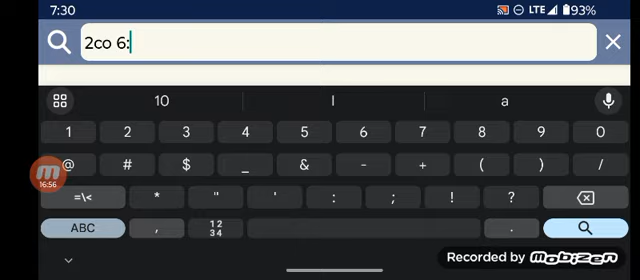 7:30 LTE 93%
2co 6:
10 I a
1 2 3 4 5 6 7 8 9 0
@ # $ _ & - + ( ) /
=\< * " ' : ; ! ?
ABC , 12 34 .
16:56
Recorded by mobizen